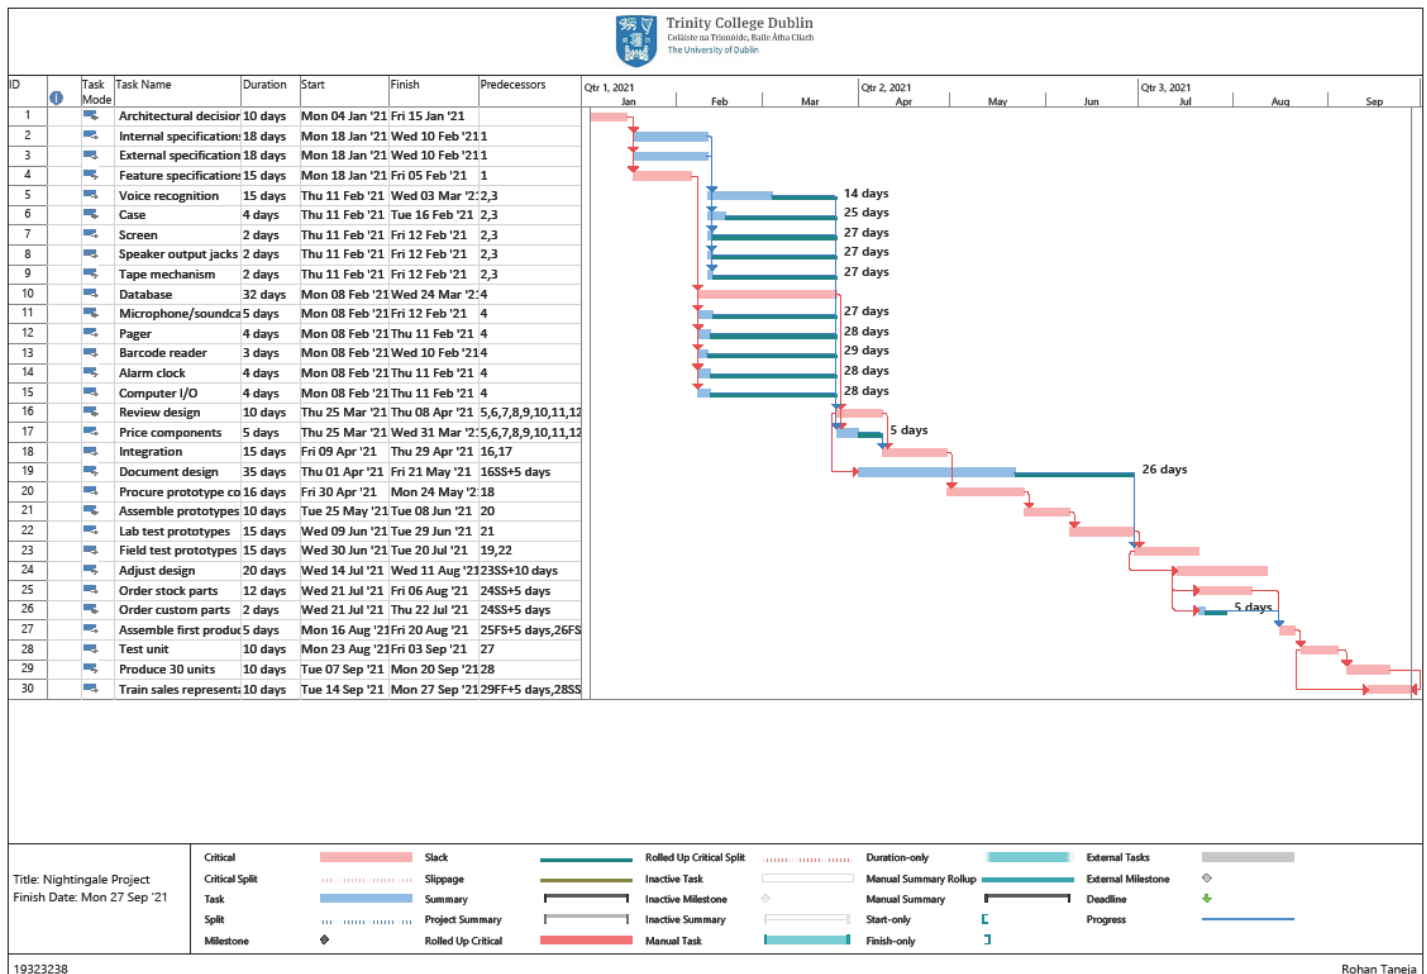 Trinity College Dublin
Coláiste na Tríonóide, Baile Átha Cliath
The University of Dublin
ID Task Mode Task Name Duration Start Finish Predecessors
Qtr 1, 2021 Qtr 2, 2021 Qtr 3, 2021
Jan Feb Mar Apr May Jun Jul Aug Sep
1 Architectural decisior 10 days Mon 04 Jan '21 Fri 15 Jan '21
2 Internal specification: 18 days Mon 18 Jan '21 Wed 10 Feb '21 1
3 External specification 18 days Mon 18 Jan '21 Wed 10 Feb '21 1
4 Feature specification: 15 days Mon 18 Jan '21 Fri 05 Feb '21 1
5 Voice recognition 15 days Thu 11 Feb '21 Wed 03 Mar '2 2,3 14 days
6 Case 4 days Thu 11 Feb '21 Tue 16 Feb '21 2,3 25 days
7 Screen 2 days Thu 11 Feb '21 Fri 12 Feb '21 2,3 27 days
8 Speaker output jacks 2 days Thu 11 Feb '21 Fri 12 Feb '21 2,3 27 days
9 Tape mechanism 2 days Thu 11 Feb '21 Fri 12 Feb '21 2,3 27 days
10 Database 32 days Mon 08 Feb '21 Wed 24 Mar '2 4
11 Microphone/soundca 5 days Mon 08 Feb '21 Fri 12 Feb '21 4 27 days
12 Pager 4 days Mon 08 Feb '21 Thu 11 Feb '21 4 28 days
13 Barcode reader 3 days Mon 08 Feb '21 Wed 10 Feb '21 4 29 days
14 Alarm clock 4 days Mon 08 Feb '21 Thu 11 Feb '21 4 28 days
15 Computer I/O 4 days Mon 08 Feb '21 Thu 11 Feb '21 4 28 days
16 Review design 10 days Thu 25 Mar '21 Thu 08 Apr '21 5,6,7,8,9,10,11,12
17 Price components 5 days Thu 25 Mar '21 Wed 31 Mar '2 5,6,7,8,9,10,11,12 5 days
18 Integration 15 days Fri 09 Apr '21 Thu 29 Apr '21 16,17
19 Document design 35 days Thu 01 Apr '21 Fri 21 May '21 16SS+5 days 26 days
20 Procure prototype co 16 days Fri 30 Apr '21 Mon 24 May '2 18
21 Assemble prototypes 10 days Tue 25 May '21 Tue 08 Jun '21 20
22 Lab test prototypes 15 days Wed 09 Jun '21 Tue 29 Jun '21 21
23 Field test prototypes 15 days Wed 30 Jun '21 Tue 20 Jul '21 19,22
24 Adjust design 20 days Wed 14 Jul '21 Wed 11 Aug '21 23SS+10 days
25 Order stock parts 12 days Wed 21 Jul '21 Fri 06 Aug '21 24SS+5 days
26 Order custom parts 2 days Wed 21 Jul '21 Thu 22 Jul '21 24SS+5 days 5 days
27 Assemble first produc 5 days Mon 16 Aug '21 Fri 20 Aug '21 25FS+5 days,26FS
28 Test unit 10 days Mon 23 Aug '21 Fri 03 Sep '21 27
29 Produce 30 units 10 days Tue 07 Sep '21 Mon 20 Sep '21 28
30 Train sales represent: 10 days Tue 14 Sep '21 Mon 27 Sep '21 29FF+5 days,28SS
Title: Nightingale Project
Finish Date: Mon 27 Sep '21
Critical Slack Rolled Up Critical Split Duration-only External Tasks
Critical Split Slippage Inactive Task Manual Summary Rollup External Milestone
Task Summary Inactive Milestone Manual Summary Deadline
Split Project Summary Inactive Summary Start-only Progress
Milestone Rolled Up Critical Manual Task Finish-only
19323238 Rohan Taneja